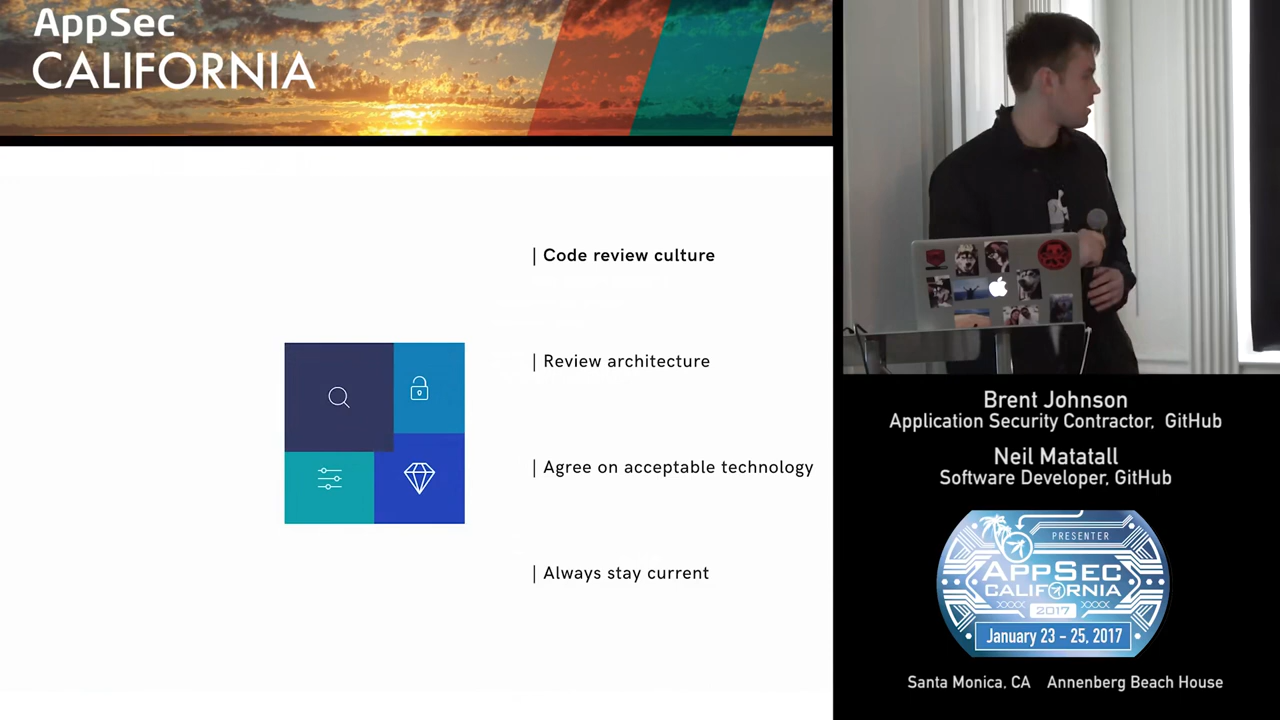 AppSec
CALIFORNIA
| Code review culture
| Review architecture
| Agree on acceptable technology
| Always stay current
Brent Johnson
Application Security Contractor, GitHub
Neil Matatall
Software Developer, GitHub
PRESENTER
APPSEC
CALIFORNIA
XXXX 2017 XXXX
January 23 - 25, 2017
Santa Monica, CA Annenberg Beach House